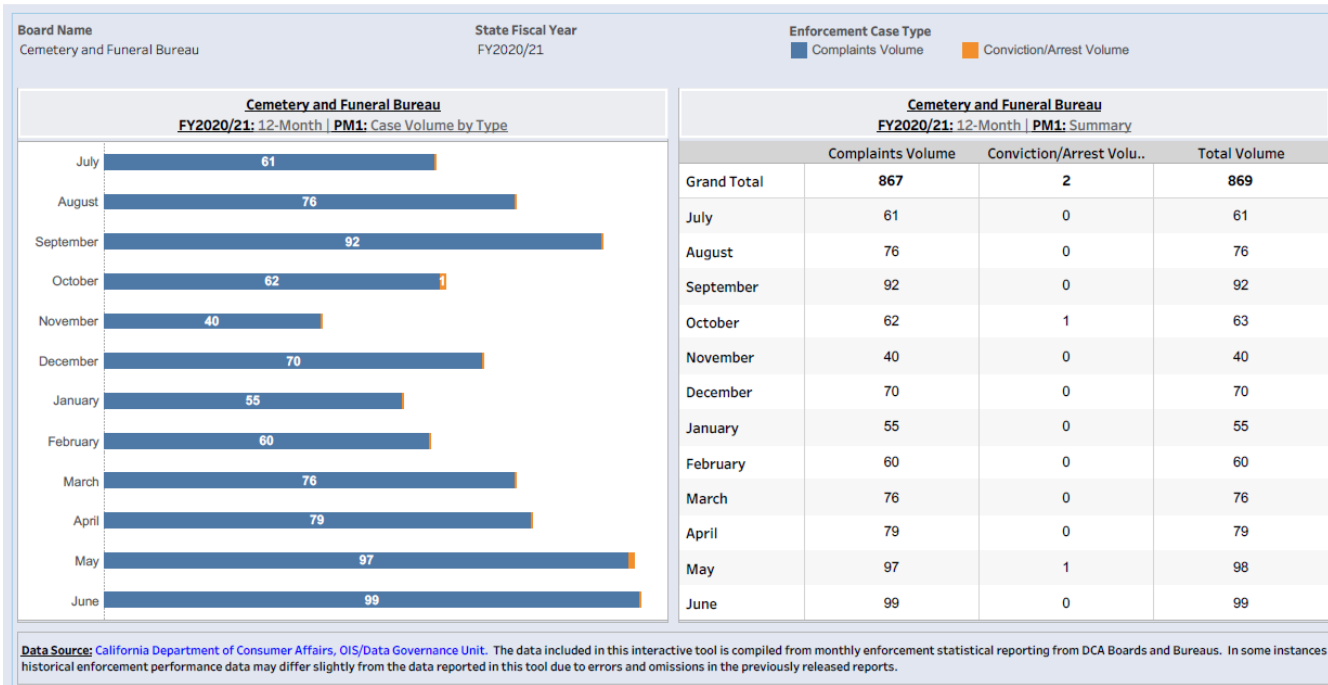 Board Name
Cemetery and Funeral Bureau
State Fiscal Year
FY2020/21
Enforcement Case Type
Complaints Volume
Conviction/Arrest Volume
Cemetery and Funeral Bureau
FY2020/21: 12-Month | PM1: Case Volume by Type
July 61
August 76
September 92
October 62 1
November 40
December 70
January 55
February 60
March 76
April 79
May 97
June 99
Cemetery and Funeral Bureau
FY2020/21: 12-Month | PM1: Summary
Complaints Volume Conviction/Arrest Volu.. Total Volume
Grand Total 867 2 869
July 61 0 61
August 76 0 76
September 92 0 92
October 62 1 63
November 40 0 40
December 70 0 70
January 55 0 55
February 60 0 60
March 76 0 76
April 79 0 79
May 97 1 98
June 99 0 99
Data Source: California Department of Consumer Affairs, OIS/Data Governance Unit. The data included in this interactive tool is compiled from monthly enforcement statistical reporting from DCA Boards and Bureaus. In some instances
historical enforcement performance data may differ slightly from the data reported in this tool due to errors and omissions in the previously released reports.